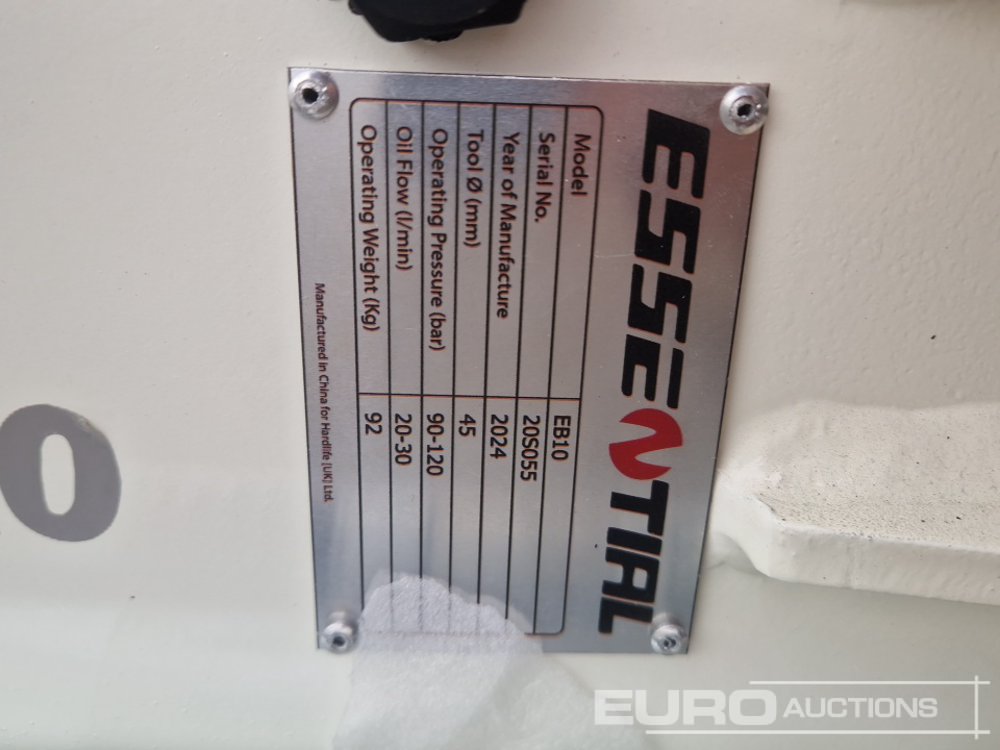 ESSENTIAL
Model EB10
Serial No. 20S055
Year of Manufacture 2024
Tool Ø (mm) 45
Operating Pressure (bar) 90-120
Oil Flow (l/min) 20-30
Operating Weight (Kg) 92
Manufactured in China for Hardlife [UK] Ltd.
0
EURO AUCTIONS